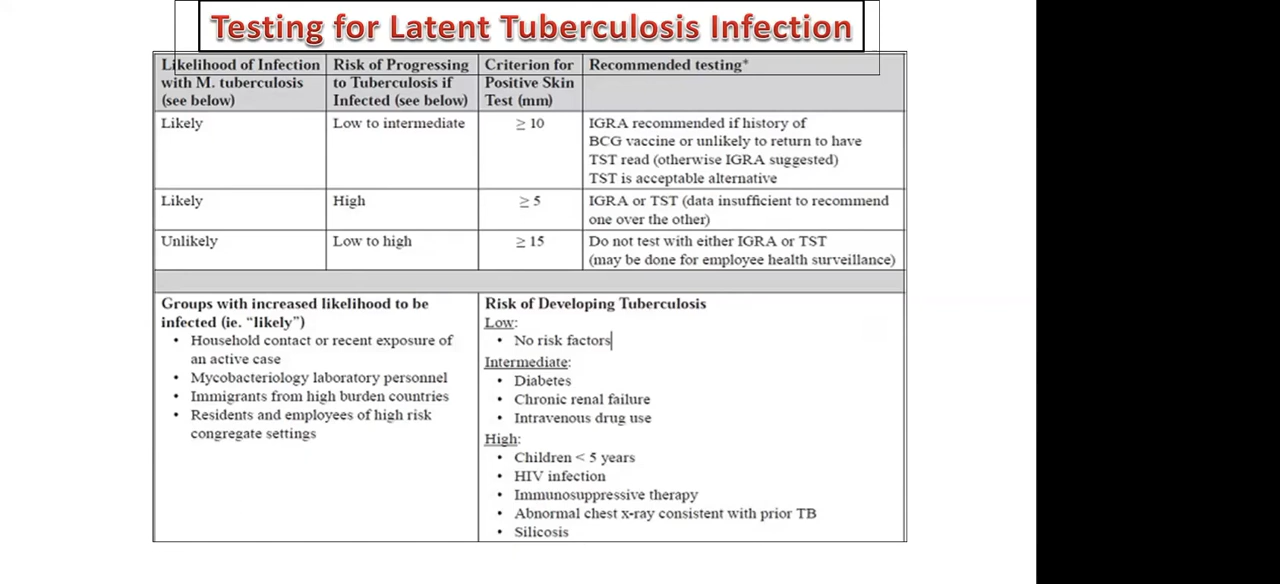 Testing for Latent Tuberculosis Infection
Likelihood of Infection
with M. tuberculosis
(see below)
Risk of Progressing
to Tuberculosis if
Infected (see below)
Criterion for
Positive Skin
Test (mm)
Recommended testing*
Likely
Low to intermediate
≥ 10
IGRA recommended if history of
BCG vaccine or unlikely to return to have
TST read (otherwise IGRA suggested)
TST is acceptable alternative
Likely
High
≥ 5
IGRA or TST (data insufficient to recommend
one over the other)
Unlikely
Low to high
≥ 15
Do not test with either IGRA or TST
(may be done for employee health surveillance)
Groups with increased likelihood to be
infected (ie. “likely”)
• Household contact or recent exposure of
an active case
• Mycobacteriology laboratory personnel
• Immigrants from high burden countries
• Residents and employees of high risk
congregate settings
Risk of Developing Tuberculosis
Low:
• No risk factors
Intermediate:
• Diabetes
• Chronic renal failure
• Intravenous drug use
High:
• Children < 5 years
• HIV infection
• Immunosuppressive therapy
• Abnormal chest x-ray consistent with prior TB
• Silicosis